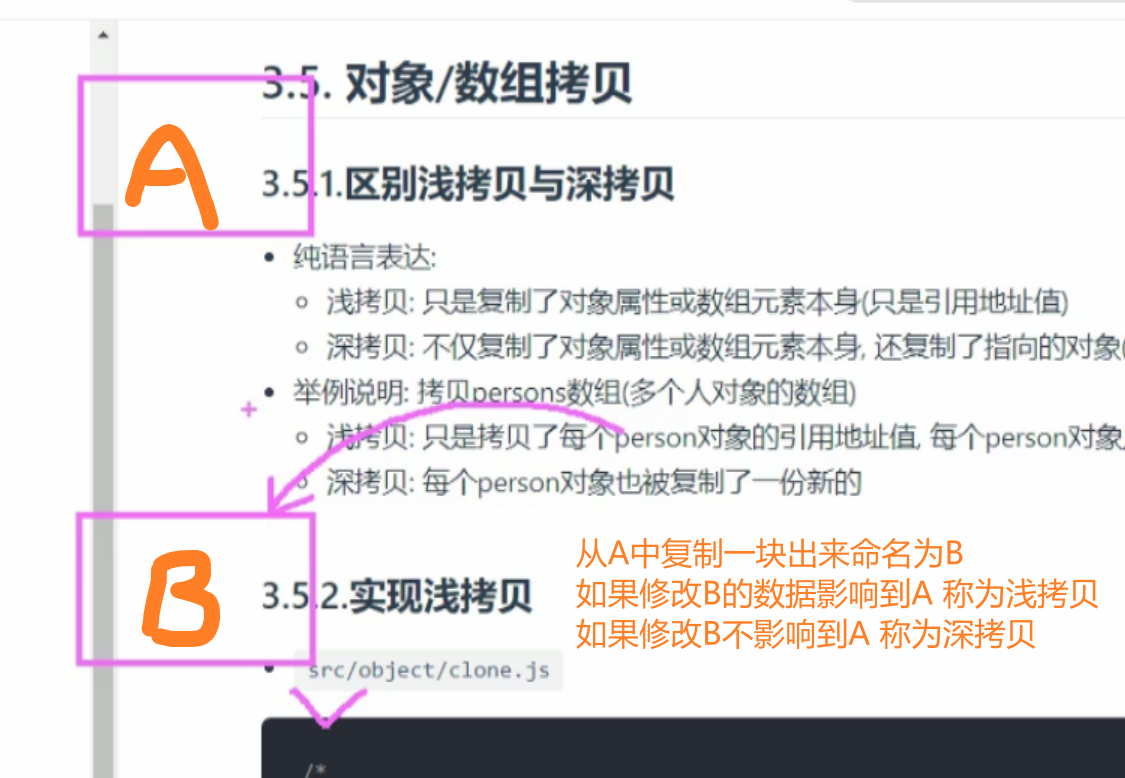 3.5. 对象/数组拷贝
A
3.5.1.区别浅拷贝与深拷贝
纯语言表达:
浅拷贝: 只是复制了对象属性或数组元素本身(只是引用地址值)
深拷贝: 不仅复制了对象属性或数组元素本身, 还复制了指向的对象(
举例说明: 拷贝persons数组(多个人对象的数组)
浅拷贝: 只是拷贝了每个person对象的引用地址值, 每个person对象
深拷贝: 每个person对象也被复制了一份新的
B
3.5.2.实现浅拷贝
从A中复制一块出来命名为B
如果修改B的数据影响到A 称为浅拷贝
如果修改B不影响到A 称为深拷贝
src/object/clone.js
/*